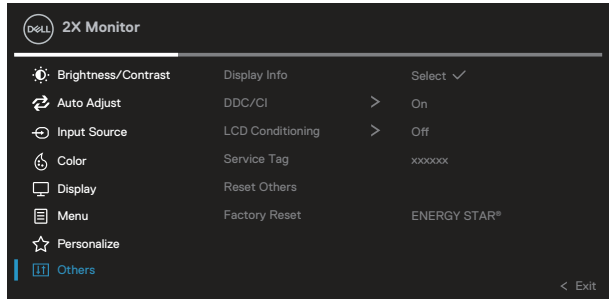 DELL 2X Monitor
Brightness/Contrast Display Info Select ✓
Auto Adjust DDC/CI > On
Input Source LCD Conditioning > Off
Color Service Tag xxxxxx
Display Reset Others
Menu Factory Reset ENERGY STAR®
Personalize
Others
< Exit